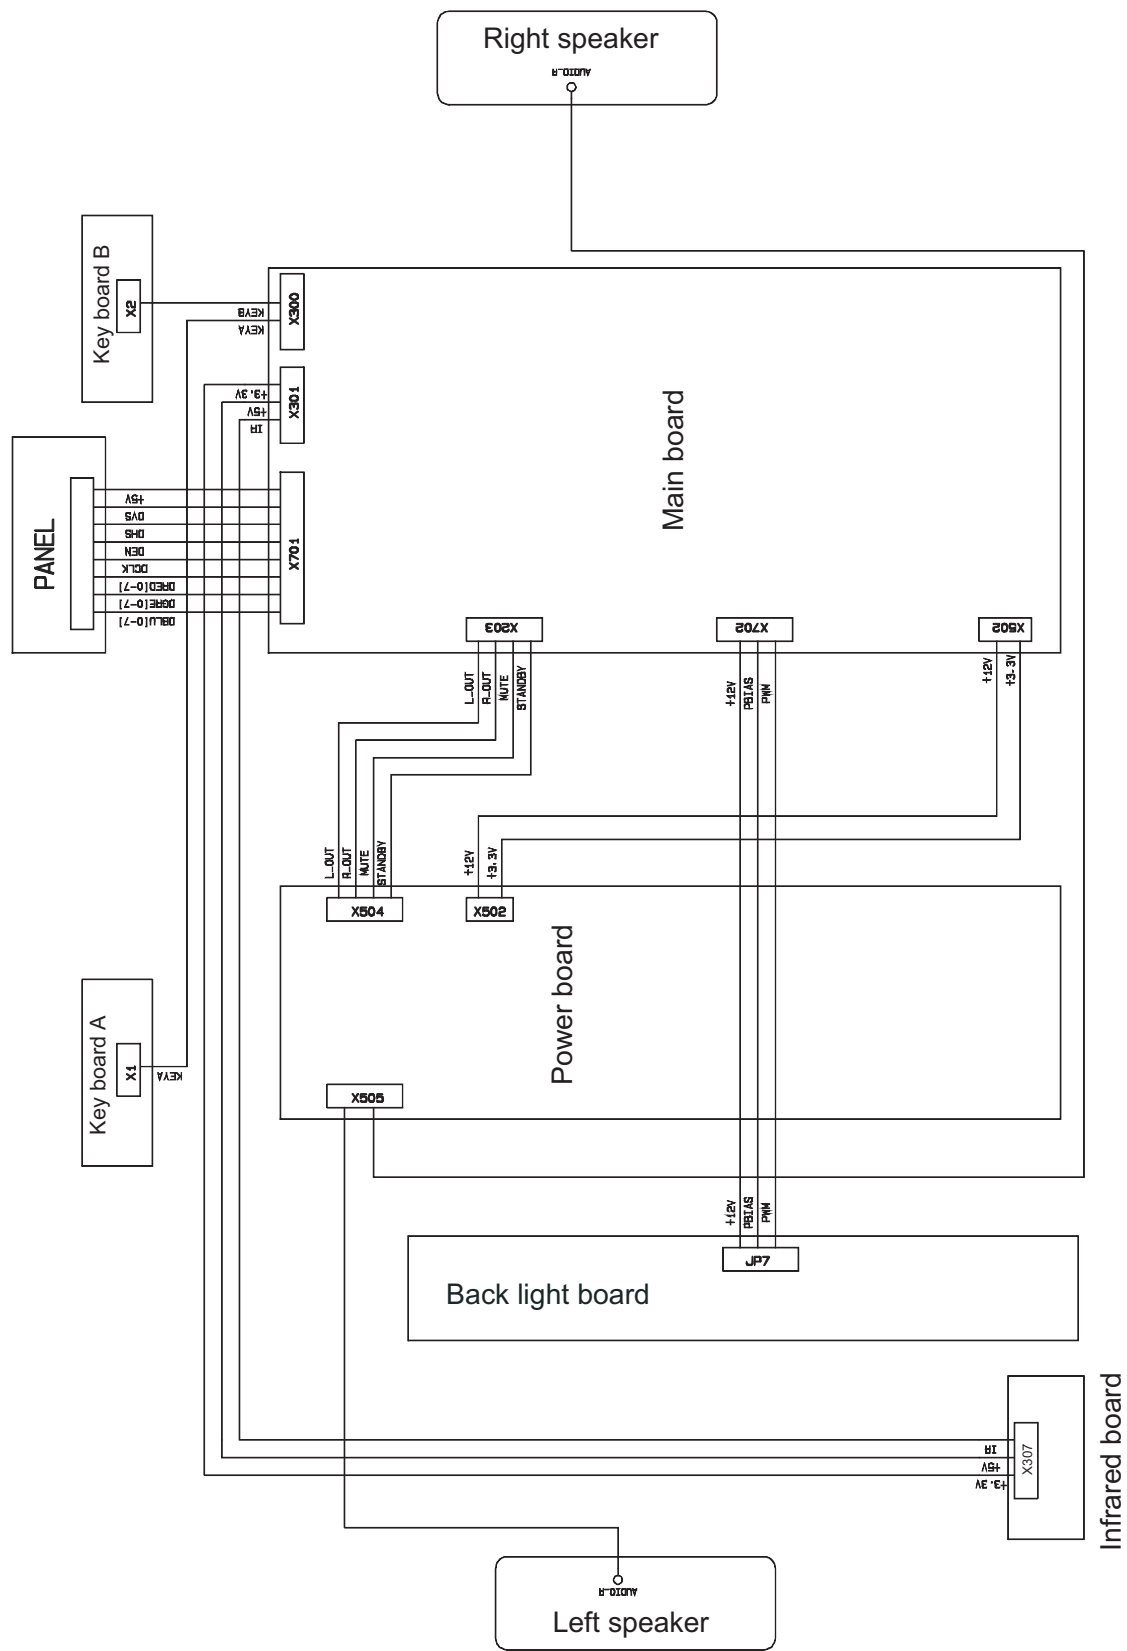 Right speaker
AUDIO_R
Key board B
X2
KEYB
KEYA
X300
+3.3V
+5V
IR
X301
PANEL
+5V
DVS
DHS
DEN
DCLK
DRED[0-7]
DGRE[0-7]
DBLU[0-7]
X701
Main board
X203
X702
X502
L_OUT
R_OUT
MUTE
STANDBY
+12V
PBIAS
PWM
+12V
+3.3V
L_OUT
R_OUT
MUTE
STANDBY
+12V
+3.3V
X504
X502
Power board
Key board A
X1
KEYA
X505
+12V
PBIAS
PWM
JP7
Back light board
IR
+5V
+3.3V
X307
Infrared board
AUDIO_R
Left speaker